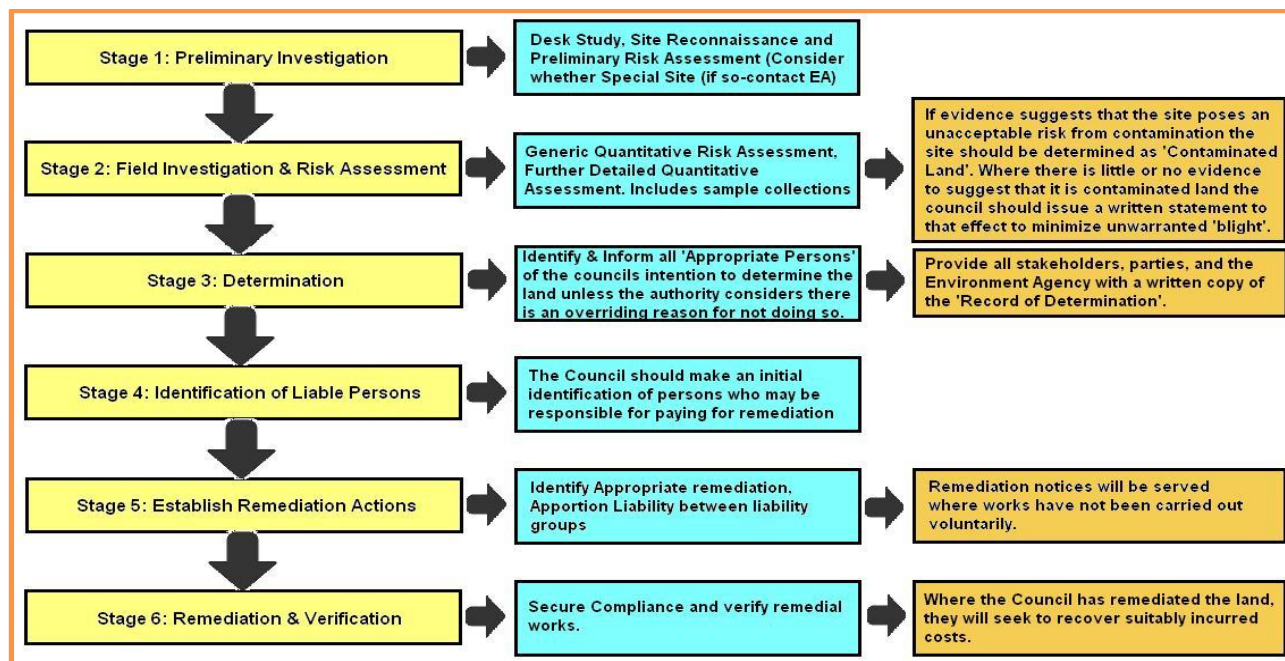 Stage 1: Preliminary Investigation
Desk Study, Site Reconnaissance and
Preliminary Risk Assessment (Consider
whether Special Site (if so-contact EA)
Stage 2: Field Investigation & Risk Assessment
Generic Quantitative Risk Assessment,
Further Detailed Quantitative
Assessment. Includes sample collections
If evidence suggests that the site poses an
unacceptable risk from contamination the
site should be determined as 'Contaminated
Land'. Where there is little or no evidence
to suggest that it is contaminated land the
council should issue a written statement to
that effect to minimize unwarranted 'blight'.
Stage 3: Determination
Identify & Inform all 'Appropriate Persons'
of the councils intention to determine the
land unless the authority considers there
is an overriding reason for not doing so.
Provide all stakeholders, parties, and the
Environment Agency with a written copy of
the 'Record of Determination'.
Stage 4: Identification of Liable Persons
The Council should make an initial
identification of persons who may be
responsible for paying for remediation
Stage 5: Establish Remediation Actions
Identify Appropriate remediation,
Apportion Liability between liability
groups
Remediation notices will be served
where works have not been carried out
voluntarily.
Stage 6: Remediation & Verification
Secure Compliance and verify remedial
works.
Where the Council has remediated the land,
they will seek to recover suitably incurred
costs.